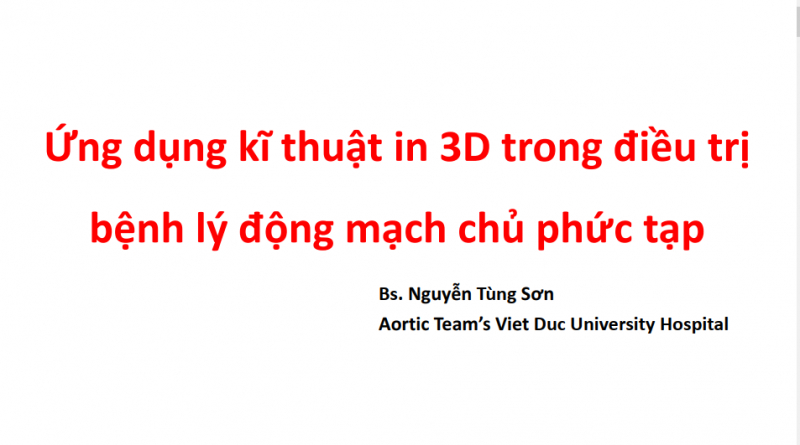 Ứng dụng kĩ thuật in 3D trong điều trị
bệnh lý động mạch chủ phức tạp
Bs. Nguyễn Tùng Sơn
Aortic Team’s Viet Duc University Hospital